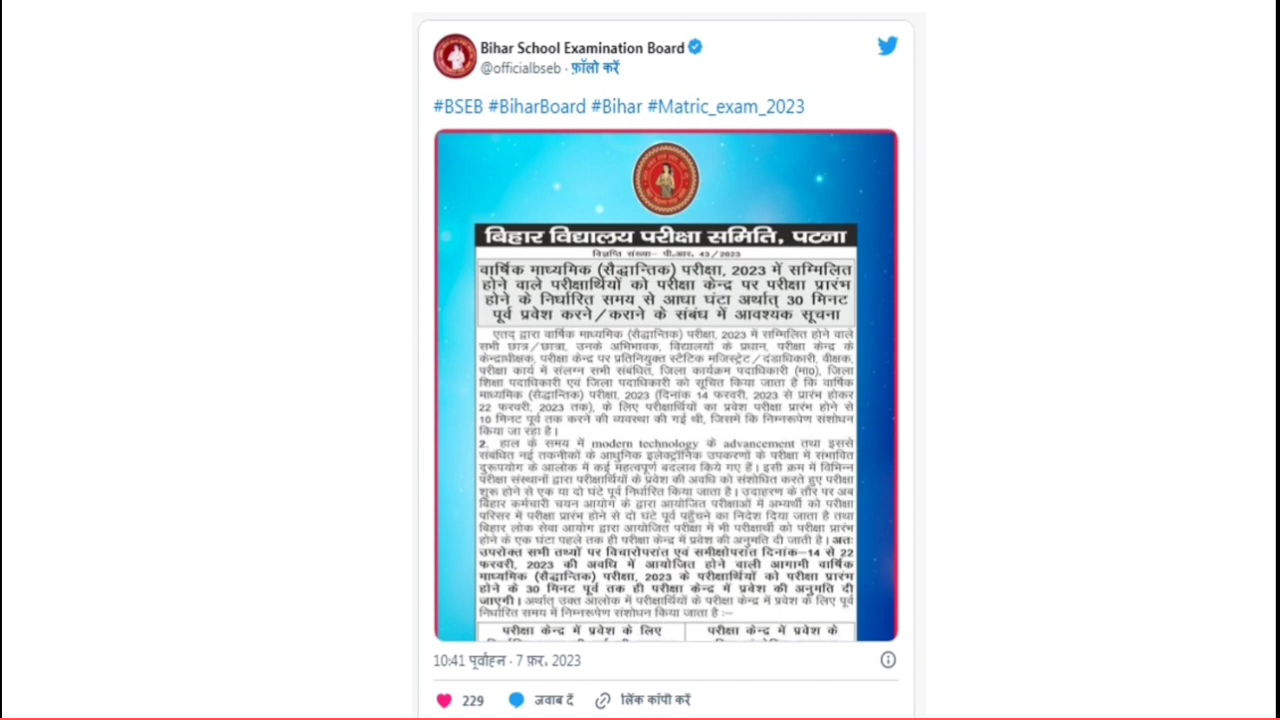 Bihar School Examination Board
@officialbseb · फ़ॉलो करें
#BSEB #BiharBoard #Bihar #Matric_exam_2023
बिहार विद्यालय परीक्षा समिति, पटना
विज्ञप्ति संख्या- पी.आर. 43/2023
वार्षिक माध्यमिक (सैद्धान्तिक) परीक्षा, 2023 में सम्मिलित
होने वाले परीक्षार्थियों को परीक्षा केन्द्र पर परीक्षा प्रारंभ
होने के निर्धारित समय से आधा घंटा अर्थात् 30 मिनट
पूर्व प्रवेश करने/कराने के संबंध में आवश्यक सूचना
एतद् द्वारा वार्षिक माध्यमिक (सैद्धान्तिक) परीक्षा, 2023 में सम्मिलित होने वाले
सभी छात्र/छात्रा, उनके अभिभावक, विद्यालयों के प्रधान, परीक्षा केन्द्र के
केन्द्राधीक्षक, परीक्षा केन्द्र पर प्रतिनियुक्त स्टैटिक मजिस्ट्रेट/दंडाधिकारी, वीक्षक,
परीक्षा कार्य में संलग्न सभी संबंधित, जिला कार्यक्रम पदाधिकारी (मा0), जिला
शिक्षा पदाधिकारी एवं जिला पदाधिकारी को सूचित किया जाता है कि वार्षिक
माध्यमिक (सैद्धान्तिक) परीक्षा, 2023 (दिनांक 14 फरवरी, 2023 से प्रारंभ होकर
22 फरवरी, 2023 तक), के लिए परीक्षार्थियों का प्रवेश परीक्षा प्रारंभ होने से
10 मिनट पूर्व तक करने की व्यवस्था की गई थी, जिसमें कि निम्नरूपेण संशोधन
किया जा रहा है।
2. हाल के समय में modern technology के advancement तथा इससे
संबंधित नई तकनीकों के आधुनिक इलेक्ट्रॉनिक उपकरणों के परीक्षा में संभावित
दुरूपयोग के आलोक में कई महत्वपूर्ण बदलाव किये गए हैं। इसी क्रम में विभिन्न
परीक्षा संस्थानों द्वारा परीक्षार्थियों के प्रवेश की अवधि को संशोधित करते हुए परीक्षा
शुरू होने से एक या दो घंटे पूर्व निर्धारित किया जाता है। उदाहरण के तौर पर अब
बिहार कर्मचारी चयन आयोग के द्वारा आयोजित परीक्षाओं में अभ्यर्थी को परीक्षा
परिसर में परीक्षा प्रारंभ होने से दो घंटे पूर्व पहुँचने का निदेश दिया जाता है तथा
बिहार लोक सेवा आयोग द्वारा आयोजित परीक्षा में भी परीक्षार्थी को परीक्षा प्रारंभ
होने के एक घंटा पहले तक ही परीक्षा केन्द्र में प्रवेश की अनुमति दी जाती है। अतः
उपरोक्त सभी तथ्यों पर विचारोपरांत एवं समीक्षोपरांत दिनांक–14 से 22
फरवरी, 2023 की अवधि में आयोजित होने वाली आगामी वार्षिक
माध्यमिक (सैद्धान्तिक) परीक्षा, 2023 के परीक्षार्थियों को परीक्षा प्रारंभ
होने के 30 मिनट पूर्व तक ही परीक्षा केन्द्र में प्रवेश की अनुमति दी
जाएगी। अर्थात् उक्त आलोक में परीक्षार्थियों के परीक्षा केन्द्र में प्रवेश के लिए पूर्व
निर्धारित समय में निम्नरूपेण संशोधन किया जाता है :–
परीक्षा केन्द्र में प्रवेश के लिए परीक्षा केन्द्र में प्रवेश के
10:41 पूर्वाह्न · 7 फ़र॰ 2023
229 जवाब दें लिंक कॉपी करें